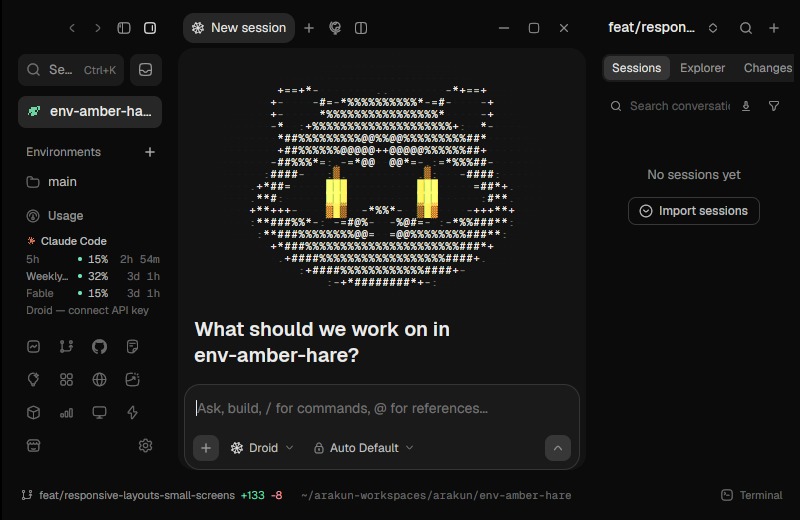 New session
feat/respon...
Se... Ctrl+K
env-amber-ha...
Environments
main
Usage
Claude Code
5h 15% 2h 54m
Weekly... 32% 3d 1h
Fable 15% 3d 1h
Droid — connect API key
What should we work on in
env-amber-hare?
Ask, build, / for commands, @ for references...
Droid Auto Default
Sessions Explorer Changes
Search conversatio
No sessions yet
Import sessions
feat/responsive-layouts-small-screens +133 -8 ~/arakun-workspaces/arakun/env-amber-hare Terminal